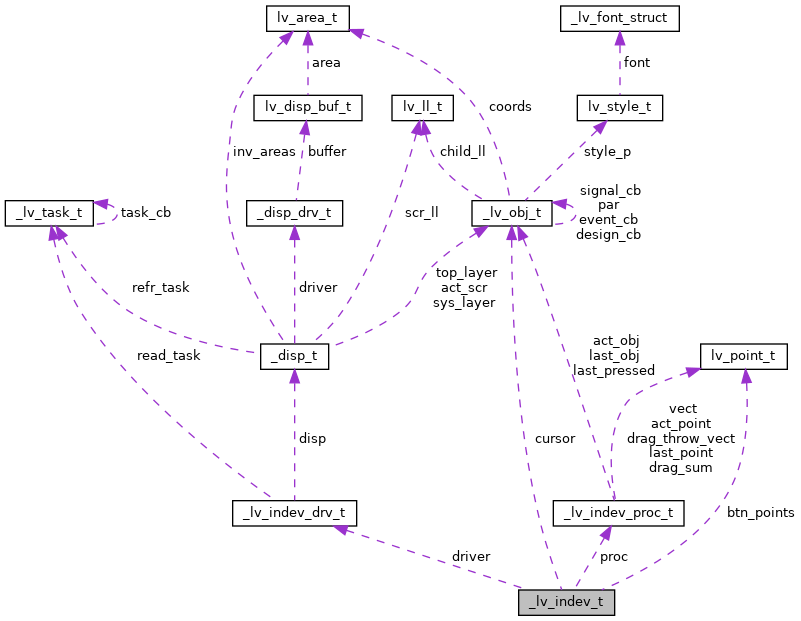 lv_area_t
_lv_font_struct
area
font
lv_disp_buf_t
lv_ll_t
coords
lv_style_t
inv_areas
buffer
child_ll
style_p
_lv_task_t
task_cb
_disp_drv_t
scr_ll
_lv_obj_t
signal_cb
par
event_cb
design_cb
refr_task
driver
top_layer
act_scr
sys_layer
read_task
_disp_t
act_obj
last_obj
last_pressed
lv_point_t
disp
cursor
vect
act_point
drag_throw_vect
last_point
drag_sum
_lv_indev_drv_t
_lv_indev_proc_t
btn_points
driver
proc
_lv_indev_t